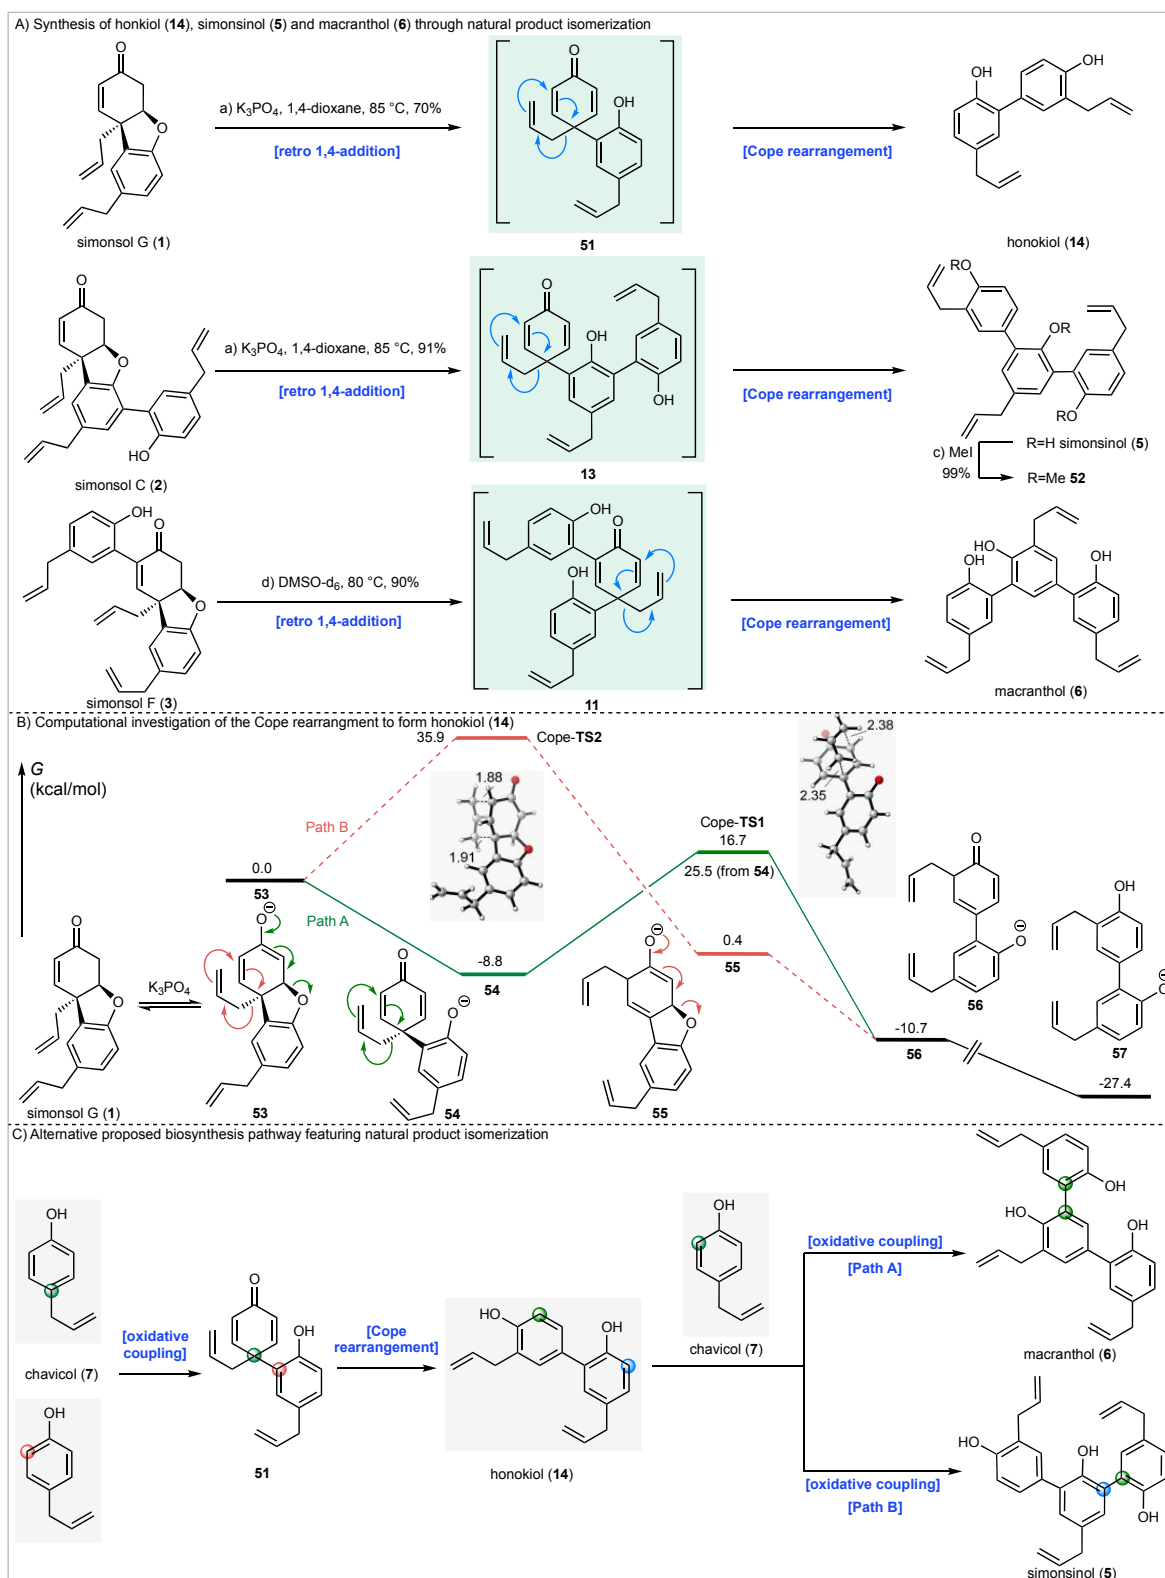 A) Synthesis of honkiol (14), simonsinol (5) and macranthol (6) through natural product isomerization
O
O
simonsol G (1)
a) K3PO4, 1,4-dioxane, 85 °C, 70%
[retro 1,4-addition]
O
OH
51
[Cope rearrangement]
OH
OH
honokiol (14)
O
O
HO
simonsol C (2)
a) K3PO4, 1,4-dioxane, 85 °C, 91%
[retro 1,4-addition]
O
OH
OH
13
[Cope rearrangement]
RO
OR
RO
R=H simonsinol (5)
c) MeI
99%
R=Me 52
OH
O
O
simonsol F (3)
d) DMSO-d6, 80 °C, 90%
[retro 1,4-addition]
OH
O
OH
11
[Cope rearrangement]
HO
OH
OH
macranthol (6)
B) Computational investigation of the Cope rearrangment to form honokiol (14)
G
(kcal/mol)
35.9
Cope-TS2
1.88
1.91
2.38
2.35
Path B
Path A
0.0
53
Cope-TS1
16.7
25.5 (from 54)
-8.8
54
0.4
55
-10.7
56
-27.4
O
O
simonsol G (1)
K3PO4
O
O
53
O
O
54
O
O
55
O
O
56
OH
O
57
C) Alternative proposed biosynthesis pathway featuring natural product isomerization
OH
chavicol (7)
OH
[oxidative
coupling]
O
OH
51
[Cope
rearrangement]
HO
OH
honokiol (14)
OH
chavicol (7)
[oxidative coupling]
[Path A]
OH
HO
OH
macranthol (6)
[oxidative coupling]
[Path B]
HO
OH
OH
simonsinol (5)